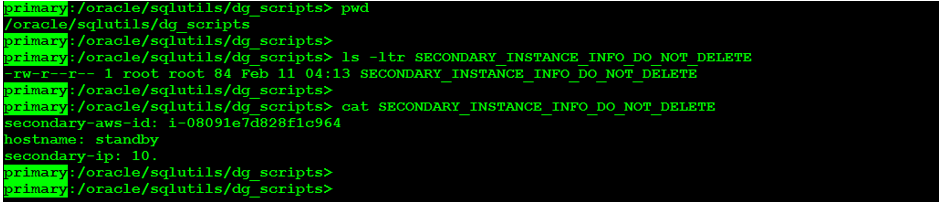 primary:/oracle/sqlutils/dg_scripts> pwd
/oracle/sqlutils/dg_scripts
primary:/oracle/sqlutils/dg_scripts>
primary:/oracle/sqlutils/dg_scripts> ls -ltr SECONDARY_INSTANCE_INFO_DO_NOT_DELETE
-rw-r--r-- 1 root root 84 Feb 11 04:13 SECONDARY_INSTANCE_INFO_DO_NOT_DELETE
primary:/oracle/sqlutils/dg_scripts>
primary:/oracle/sqlutils/dg_scripts> cat SECONDARY_INSTANCE_INFO_DO_NOT_DELETE
secondary-aws-id: i-08091e7d828f1c964
hostname: standby
secondary-ip: 10.
primary:/oracle/sqlutils/dg_scripts>
primary:/oracle/sqlutils/dg_scripts>